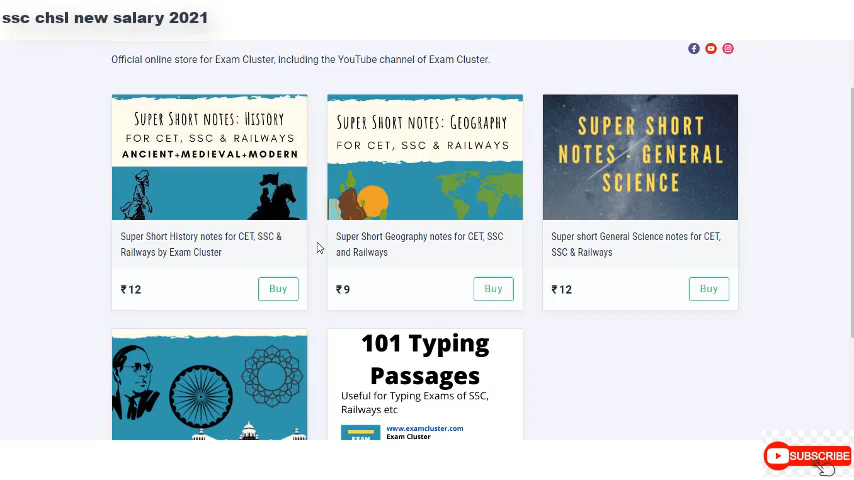 ssc chsl new salary 2021
Official online store for Exam Cluster, including the YouTube channel of Exam Cluster.
SUPER SHORT NOTES: HISTORY
FOR CET, SSC & RAILWAYS
ANCIENT+MEDIEVAL+MODERN
Super Short History notes for CET, SSC &
Railways by Exam Cluster
₹12
Buy
SUPER SHORT NOTES: GEOGRAPHY
FOR CET, SSC & RAILWAYS
Super Short Geography notes for CET, SSC
and Railways
₹9
Buy
SUPER SHORT
NOTES - GENERAL
SCIENCE
Super short General Science notes for CET,
SSC & Railways
₹12
Buy
101 Typing
Passages
Useful for Typing Exams of SSC,
Railways etc
EXAM
www.examcluster.com
Exam Cluster
SUBSCRIBE